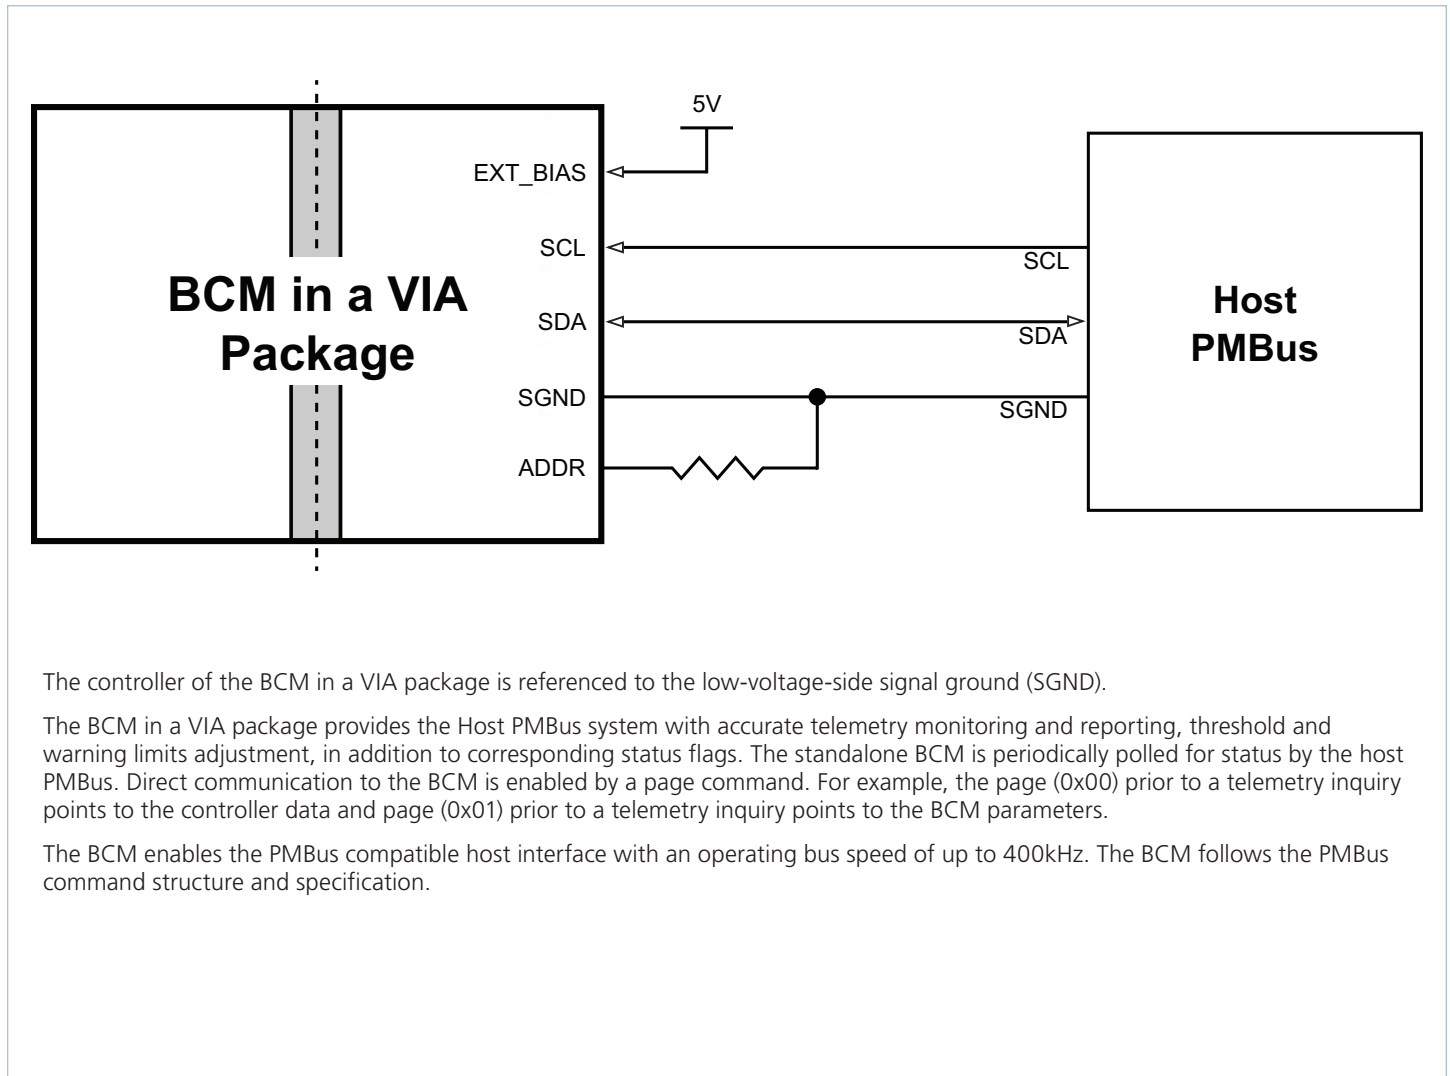 5V
EXT_BIAS
SCL
SCL
BCM in a VIA
Package
SDA
SDA
Host
PMBus
SGND
SGND
ADDR
The controller of the BCM in a VIA package is referenced to the low-voltage-side signal ground (SGND).
The BCM in a VIA package provides the Host PMBus system with accurate telemetry monitoring and reporting, threshold and
warning limits adjustment, in addition to corresponding status flags. The standalone BCM is periodically polled for status by the host
PMBus. Direct communication to the BCM is enabled by a page command. For example, the page (0x00) prior to a telemetry inquiry
points to the controller data and page (0x01) prior to a telemetry inquiry points to the BCM parameters.
The BCM enables the PMBus compatible host interface with an operating bus speed of up to 400kHz. The BCM follows the PMBus
command structure and specification.